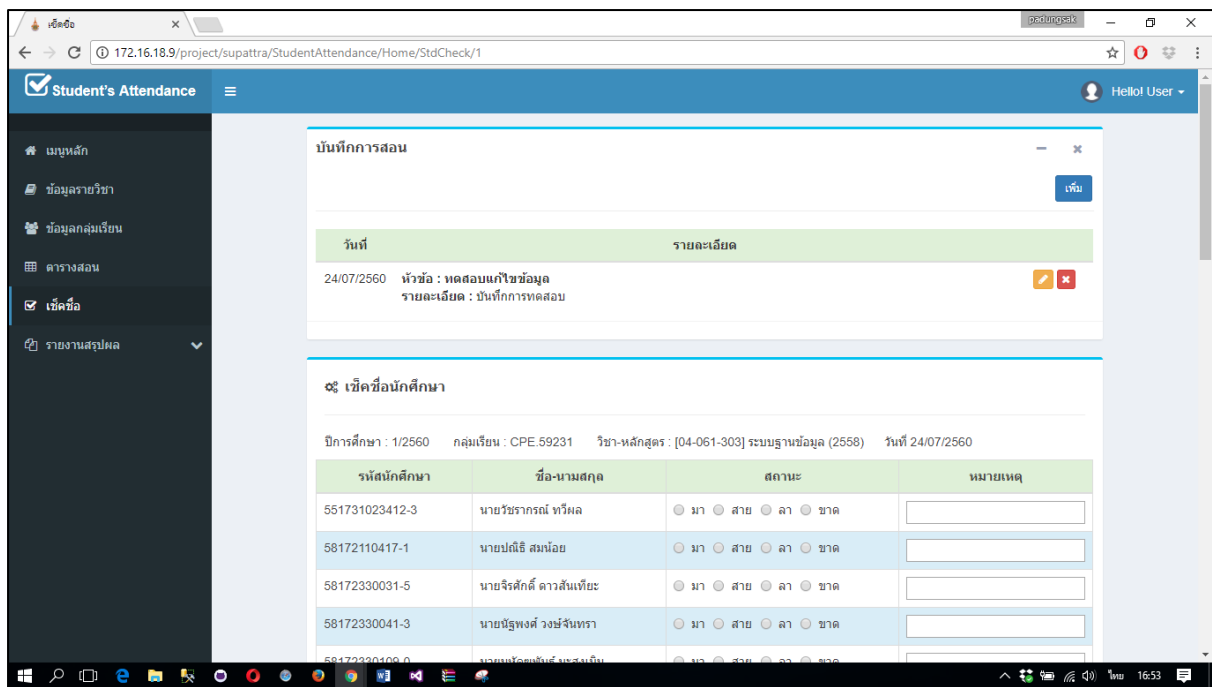 เช็คชื่อ
padungsak
172.16.18.9/project/supattra/StudentAttendance/Home/StdCheck/1
Student's Attendance
Hello! User
เมนูหลัก
ข้อมูลรายวิชา
ข้อมูลกลุ่มเรียน
ตารางสอน
เช็คชื่อ
รายงานสรุปผล
บันทึกการสอน
เพิ่ม
วันที่ รายละเอียด
24/07/2560 หัวข้อ : ทดสอบแก้ไขข้อมูล
รายละเอียด : บันทึกการทดสอบ
เช็คชื่อนักศึกษา
ปีการศึกษา : 1/2560 กลุ่มเรียน : CPE.59231 วิชา-หลักสูตร : [04-061-303] ระบบฐานข้อมูล (2558) วันที่ 24/07/2560
รหัสนักศึกษา ชื่อ-นามสกุล สถานะ หมายเหตุ
551731023412-3 นายวัชรากรณ์ ทวีผล มา สาย ลา ขาด
58172110417-1 นายปณิธิ สมน้อย มา สาย ลา ขาด
58172330031-5 นายจิรศักดิ์ ดาวสันเทียะ มา สาย ลา ขาด
58172330041-3 นายนัฐพงศ์ วงษ์จันทรา มา สาย ลา ขาด
58172330109-0 มา สาย ลา ขาด
ไทย 16:53